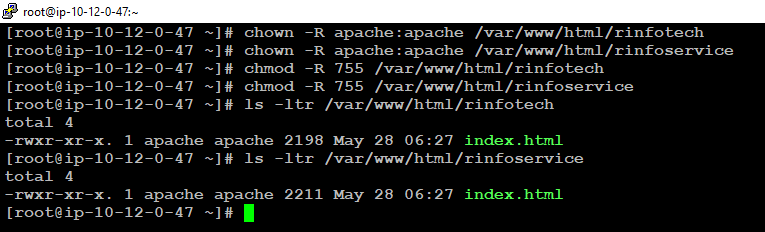 root@ip-10-12-0-47:~
[root@ip-10-12-0-47 ~]# chown -R apache:apache /var/www/html/rinfotech
[root@ip-10-12-0-47 ~]# chown -R apache:apache /var/www/html/rinfoservice
[root@ip-10-12-0-47 ~]# chmod -R 755 /var/www/html/rinfotech
[root@ip-10-12-0-47 ~]# chmod -R 755 /var/www/html/rinfoservice
[root@ip-10-12-0-47 ~]# ls -ltr /var/www/html/rinfotech
total 4
-rwxr-xr-x. 1 apache apache 2198 May 28 06:27 index.html
[root@ip-10-12-0-47 ~]# ls -ltr /var/www/html/rinfoservice
total 4
-rwxr-xr-x. 1 apache apache 2211 May 28 06:27 index.html
[root@ip-10-12-0-47 ~]#